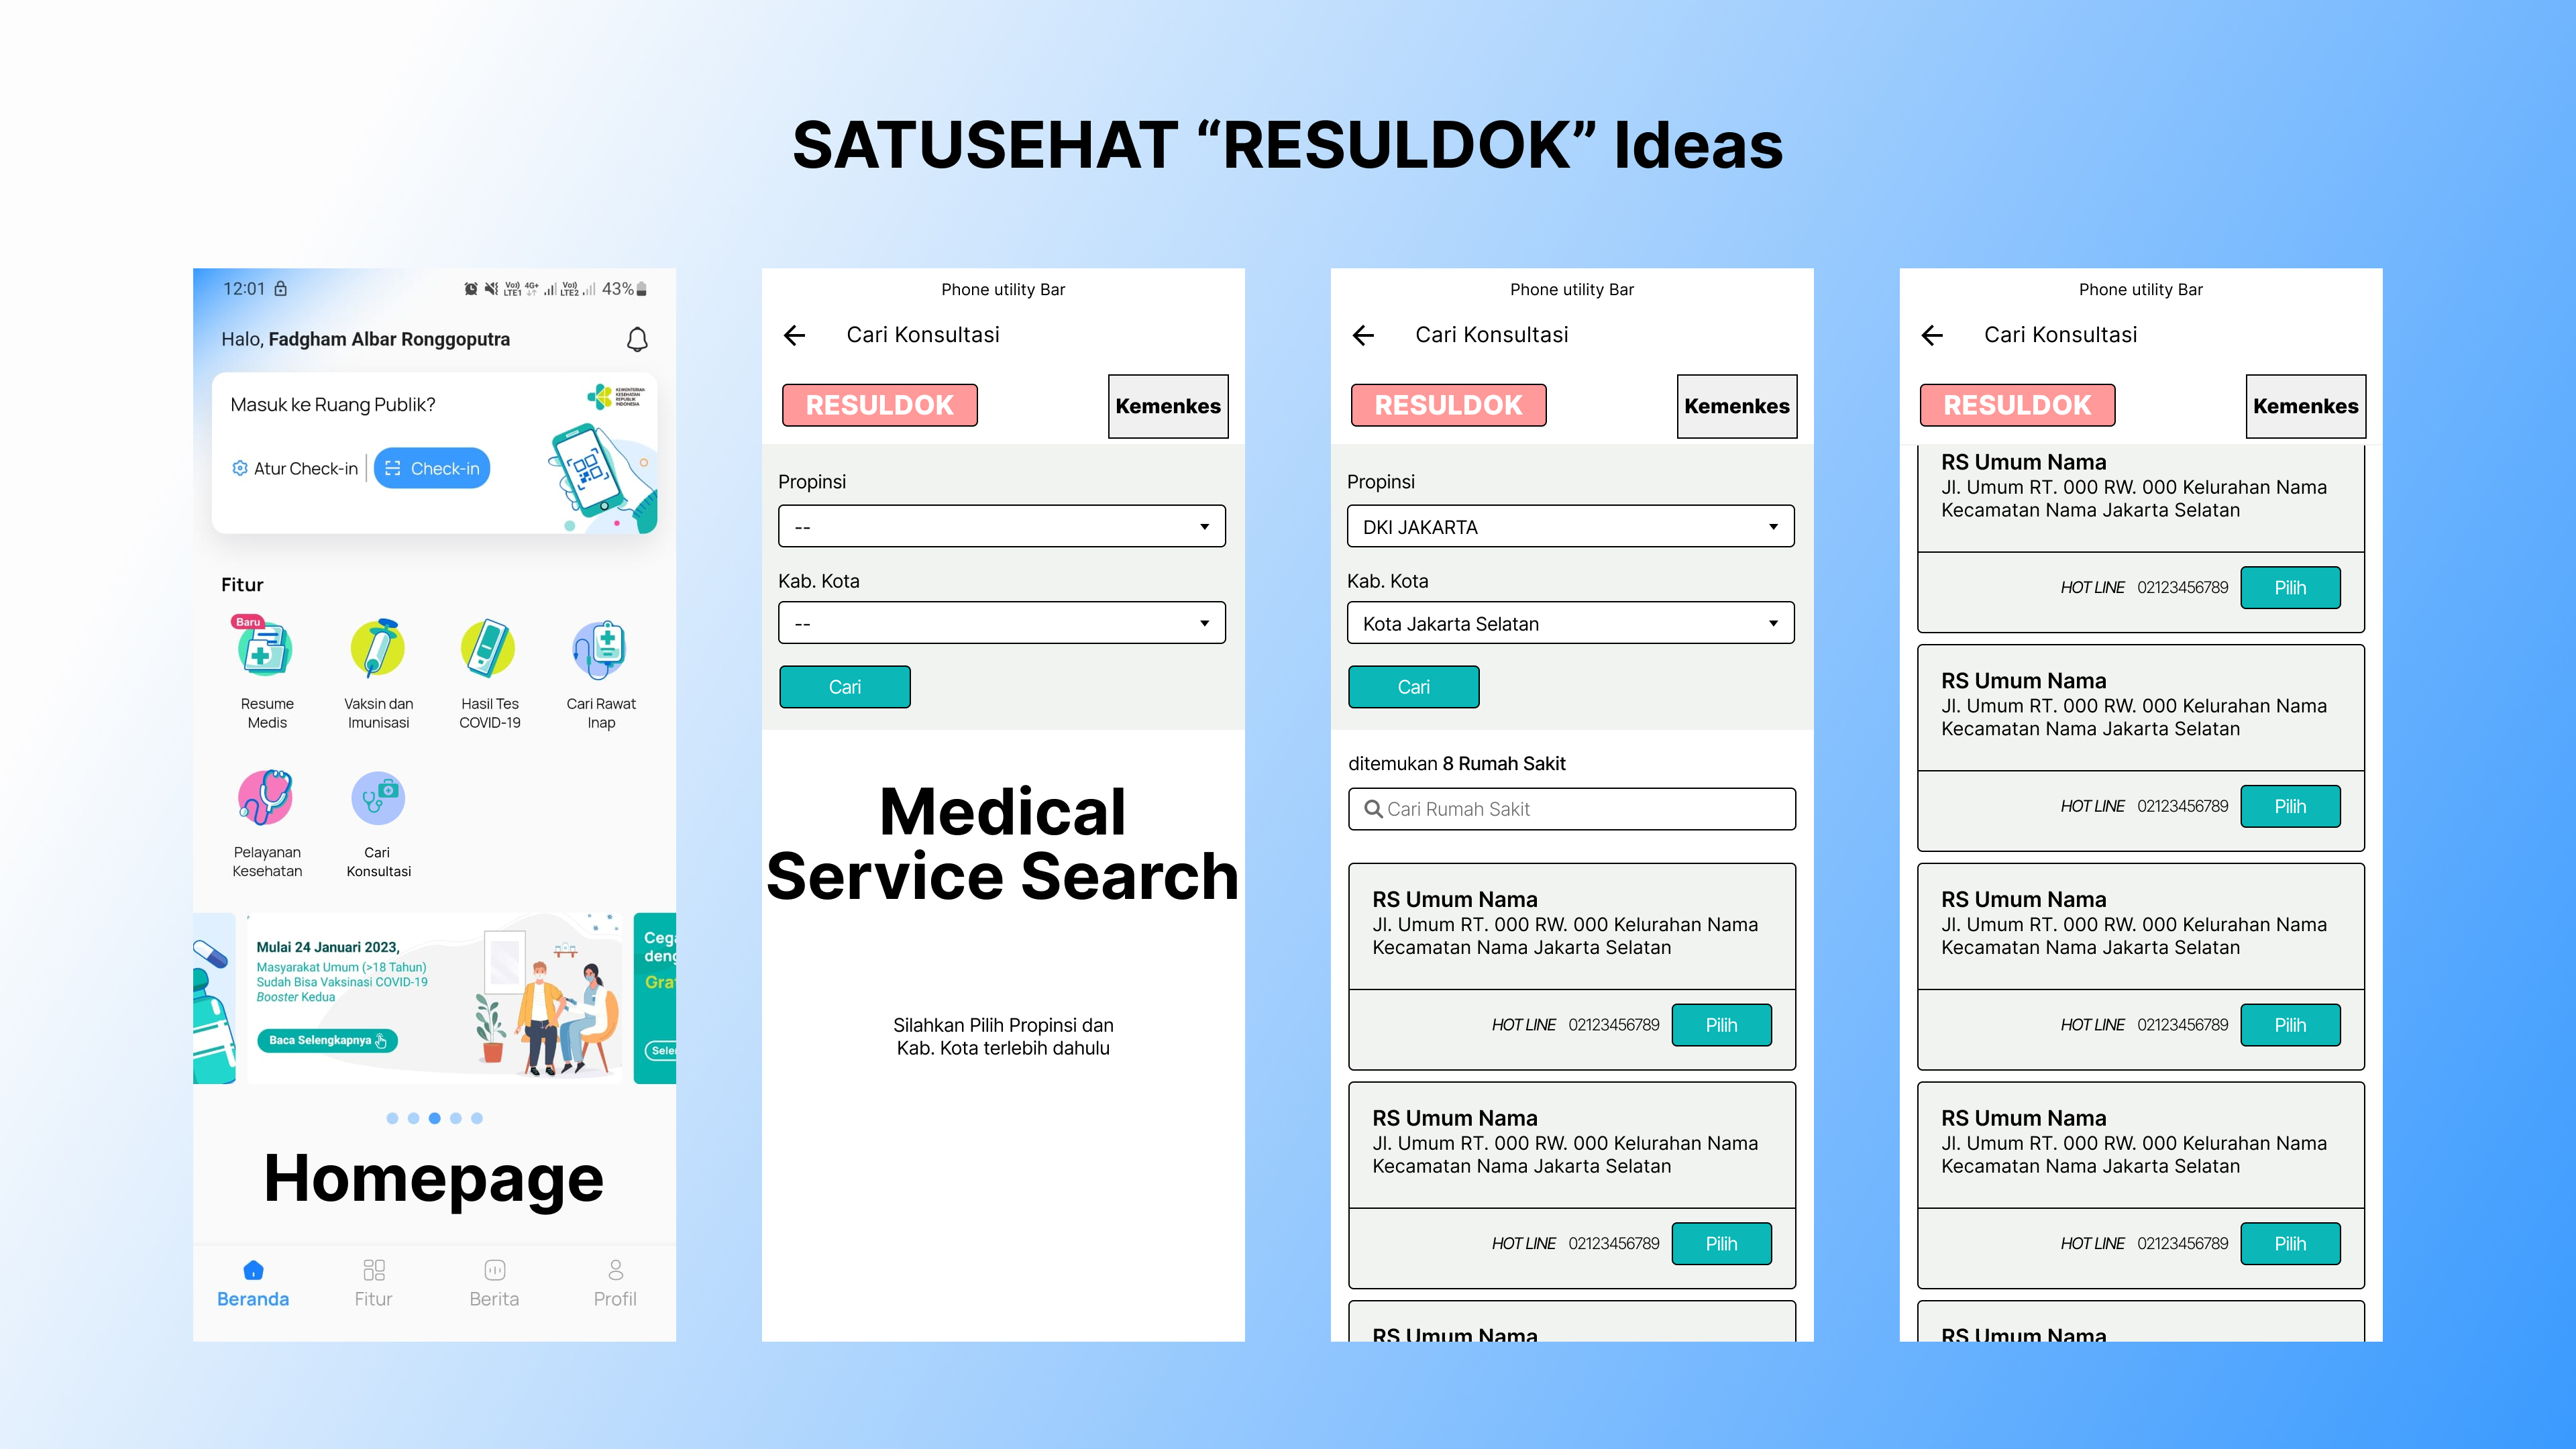 SATUSEHAT “RESULDOK” Ideas
12:01
Vo)) LTE1 4G+ Vo)) LTE2 43%
Halo, Fadgham Albar Ronggoputra
Masuk ke Ruang Publik?
KEMENTERIAN
KESEHATAN
REPUBLIK
INDONESIA
Atur Check-in
Check-in
Fitur
Baru
Resume
Medis
Vaksin dan
Imunisasi
Hasil Tes
COVID-19
Cari Rawat
Inap
Pelayanan
Kesehatan
Cari
Konsultasi
Mulai 24 Januari 2023,
Masyarakat Umum (>18 Tahun)
Sudah Bisa Vaksinasi COVID-19
Booster Kedua
Baca Selengkapnya
Cega
deng
Gra
Sele
Homepage
Beranda
Fitur
Berita
Profil
Phone utility Bar
Cari Konsultasi
RESULDOK
Kemenkes
Propinsi
--
Kab. Kota
--
Cari
Medical
Service Search
Silahkan Pilih Propinsi dan
Kab. Kota terlebih dahulu
Phone utility Bar
Cari Konsultasi
RESULDOK
Kemenkes
Propinsi
DKI JAKARTA
Kab. Kota
Kota Jakarta Selatan
Cari
ditemukan 8 Rumah Sakit
Cari Rumah Sakit
RS Umum Nama
Jl. Umum RT. 000 RW. 000 Kelurahan Nama
Kecamatan Nama Jakarta Selatan
HOT LINE 02123456789
Pilih
RS Umum Nama
Jl. Umum RT. 000 RW. 000 Kelurahan Nama
Kecamatan Nama Jakarta Selatan
HOT LINE 02123456789
Pilih
RS Umum Nama
Phone utility Bar
Cari Konsultasi
RESULDOK
Kemenkes
RS Umum Nama
Jl. Umum RT. 000 RW. 000 Kelurahan Nama
Kecamatan Nama Jakarta Selatan
HOT LINE 02123456789
Pilih
RS Umum Nama
Jl. Umum RT. 000 RW. 000 Kelurahan Nama
Kecamatan Nama Jakarta Selatan
HOT LINE 02123456789
Pilih
RS Umum Nama
Jl. Umum RT. 000 RW. 000 Kelurahan Nama
Kecamatan Nama Jakarta Selatan
HOT LINE 02123456789
Pilih
RS Umum Nama
Jl. Umum RT. 000 RW. 000 Kelurahan Nama
Kecamatan Nama Jakarta Selatan
HOT LINE 02123456789
Pilih
RS Umum Nama